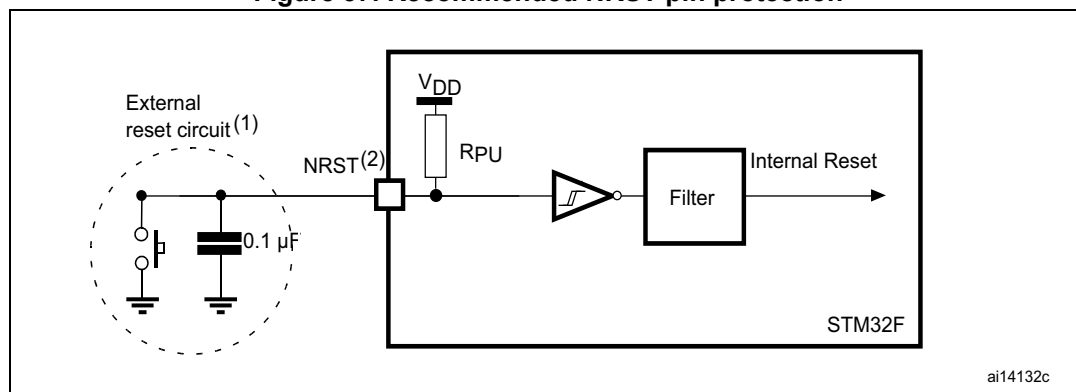 Figure 37. Recommended NRST pin protection
External
reset circuit(1)
NRST(2)
VDD
RPU
Filter
Internal Reset
0.1 µF
STM32F
ai14132c